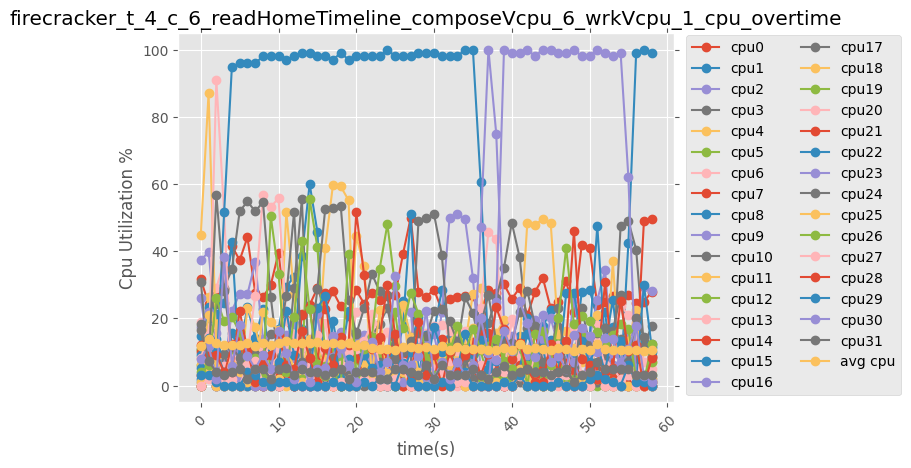 firecracker_t_4_c_6_readHomeTimeline_composeVcpu_6_wrkVcpu_1_cpu_overtime
Cpu Utilization %
100
80
60
40
20
0
0
10
20
30
40
50
60
time(s)
cpu0
cpu1
cpu2
cpu3
cpu4
cpu5
cpu6
cpu7
cpu8
cpu9
cpu10
cpu11
cpu12
cpu13
cpu14
cpu15
cpu16
cpu17
cpu18
cpu19
cpu20
cpu21
cpu22
cpu23
cpu24
cpu25
cpu26
cpu27
cpu28
cpu29
cpu30
cpu31
avg cpu